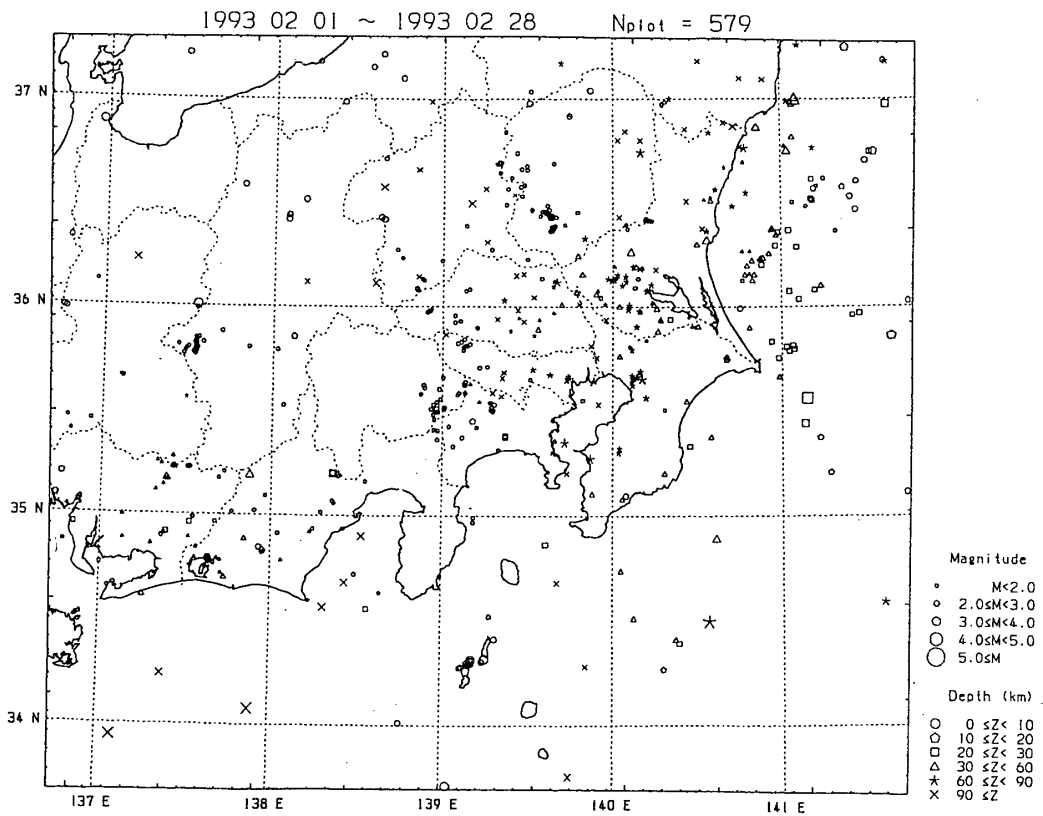 1993 02 01 ~ 1993 02 28 Nplot = 579
37 N
36 N
35 N
34 N
137 E 138 E 139 E 140 E 141 E
Magnitude
M<2.0
2.0≤M<3.0
3.0≤M<4.0
4.0≤M<5.0
5.0≤M
Depth (km)
0 ≤Z< 10
10 ≤Z< 20
20 ≤Z< 30
30 ≤Z< 60
60 ≤Z< 90
90 ≤Z